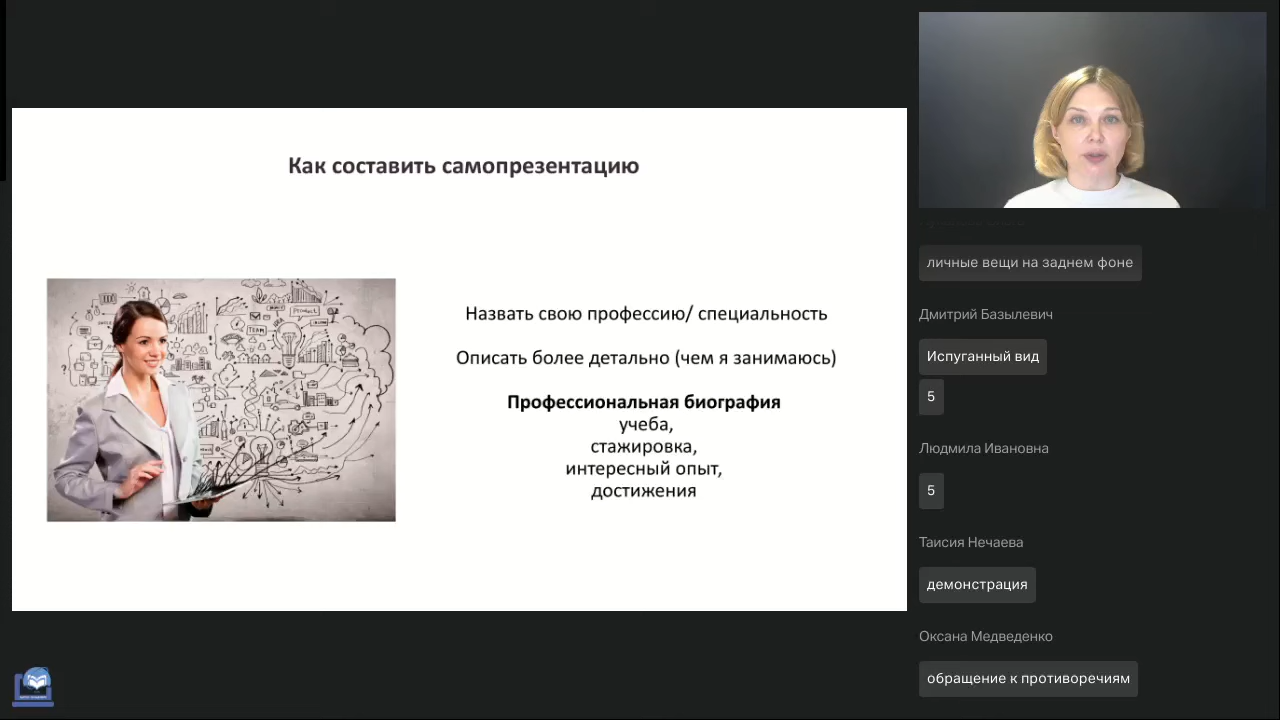 Как составить самопрезентацию
Назвать свою профессию/ специальность
Описать более детально (чем я занимаюсь)
Профессиональная биография
учеба,
стажировка,
интересный опыт,
достижения
Product
TEAM
личные вещи на заднем фоне
Дмитрий Базылевич
Испуганный вид
5
Людмила Ивановна
5
Таисия Нечаева
демонстрация
Оксана Медведенко
обращение к противоречиям